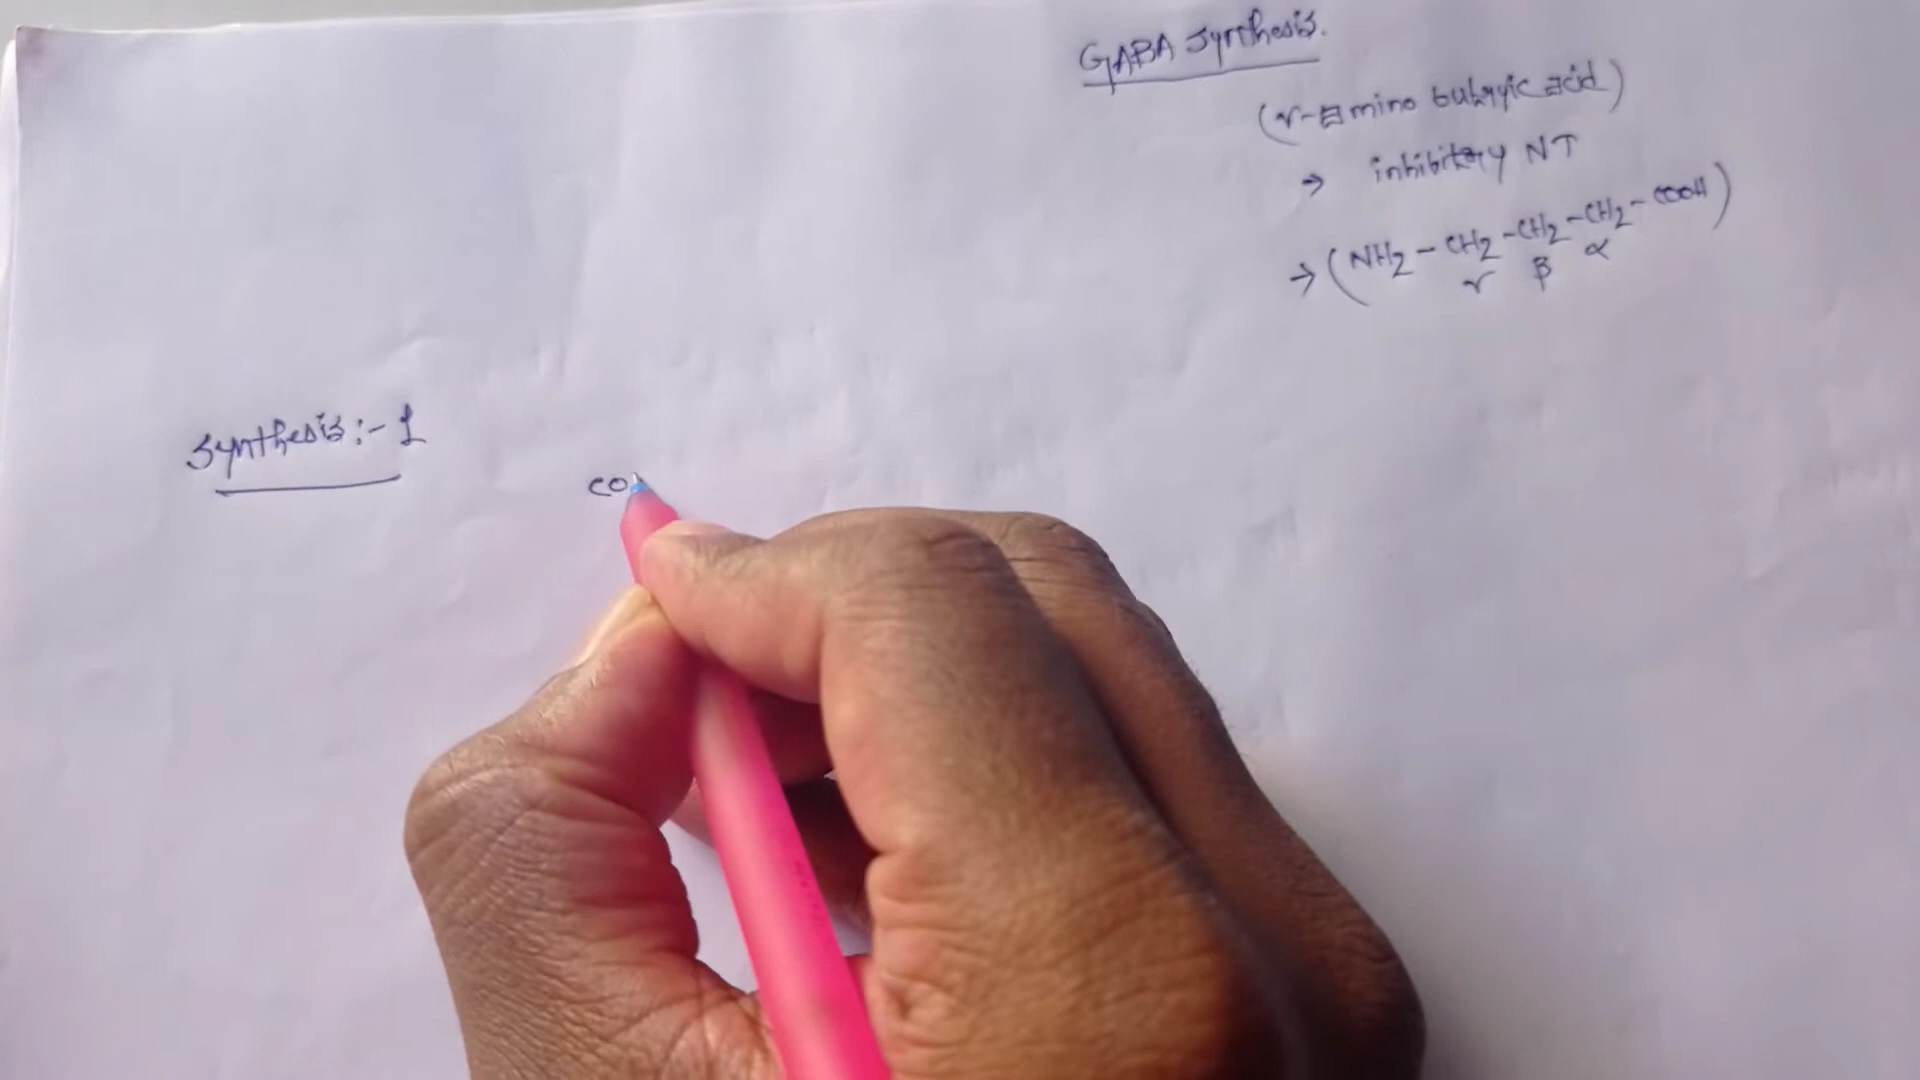 GABA synthesis.
(γ-amino butyric acid)
→ inhibitory NT
→ (NH2 - CH2 - CH2 - CH2 - COOH)
γ β α
synthesis:- 1
CO